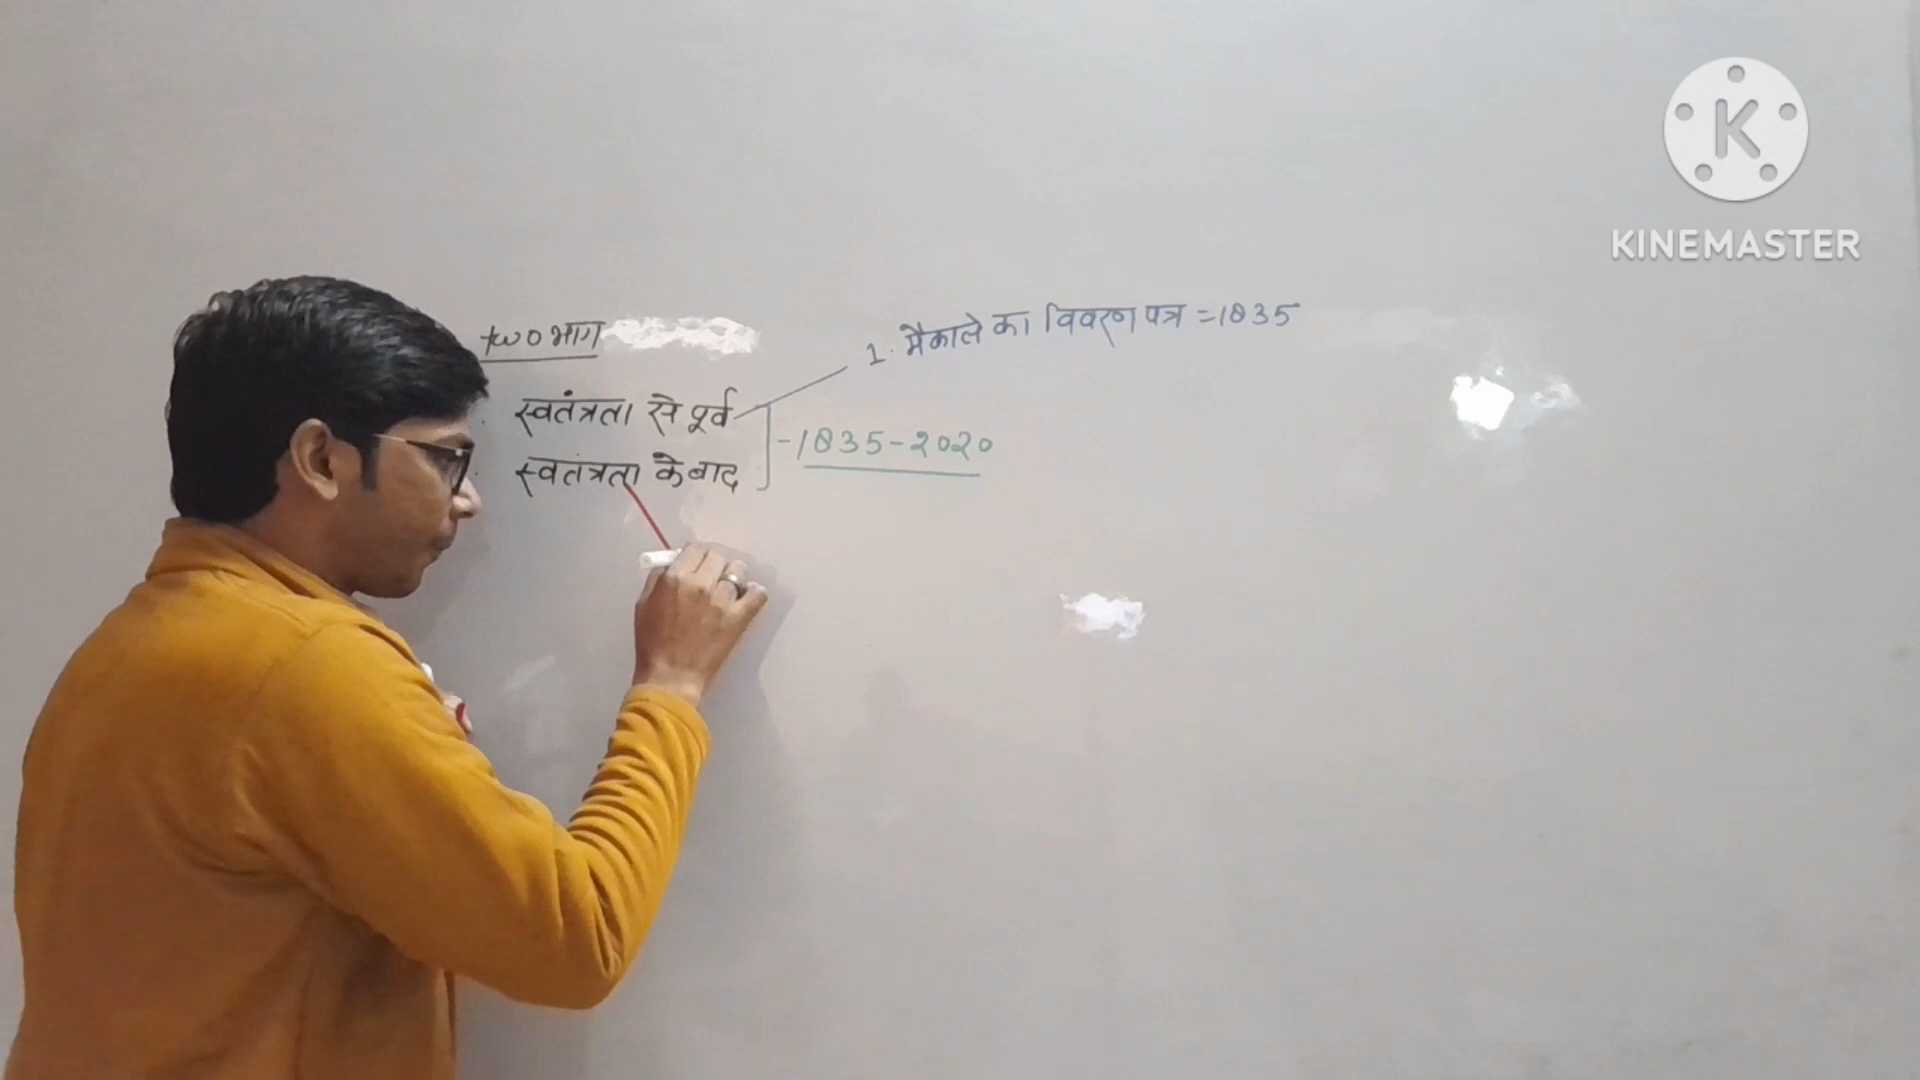 KINEMASTER
two भाग
1. मैकाले का विवरण पत्र = 1835
स्वतंत्रता से पूर्व
- 1835 - 2020
स्वतंत्रता के बाद